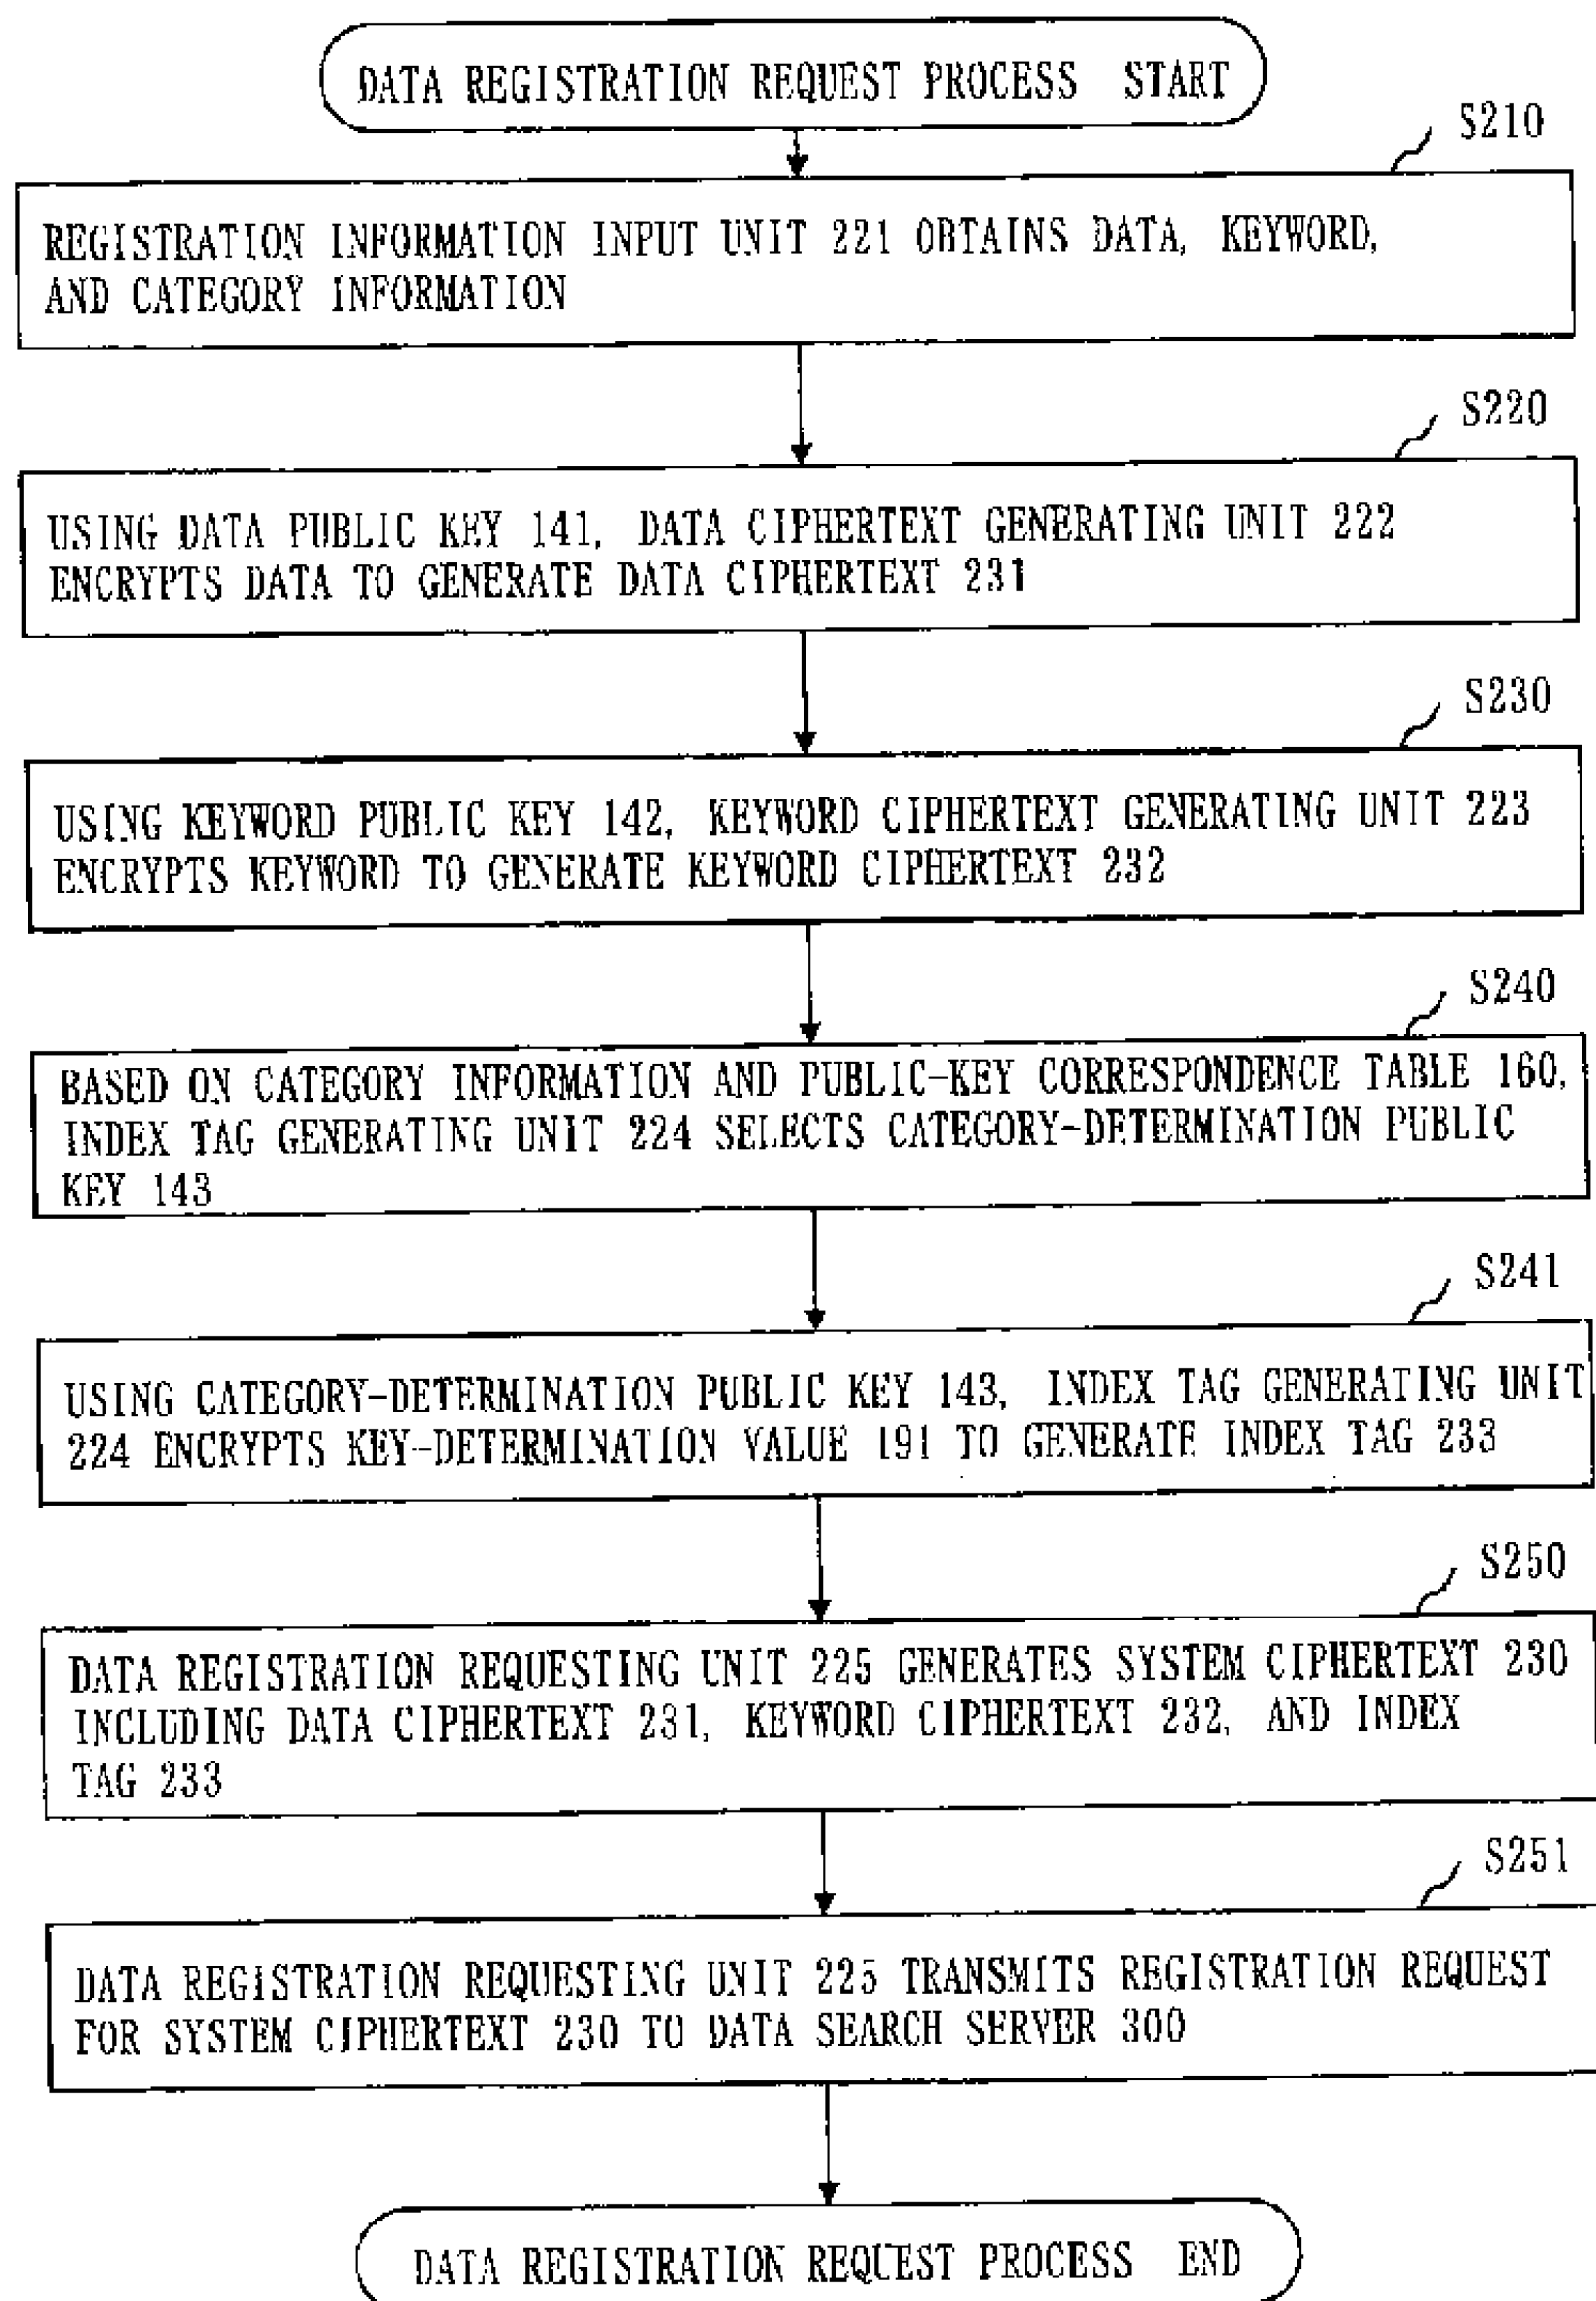 DATA REGISTRATION REQUEST PROCESS START
S210
REGISTRATION INFORMATION INPUT UNIT 221 OBTAINS DATA, KEYWORD,
AND CATEGORY INFORMATION
S220
USING DATA PUBLIC KEY 141, DATA CIPHERTEXT GENERATING UNIT 222
ENCRYPTS DATA TO GENERATE DATA CIPHERTEXT 231
S230
USING KEYWORD PUBLIC KEY 142, KEYWORD CIPHERTEXT GENERATING UNIT 223
ENCRYPTS KEYWORD TO GENERATE KEYWORD CIPHERTEXT 232
S240
BASED ON CATEGORY INFORMATION AND PUBLIC-KEY CORRESPONDENCE TABLE 160,
INDEX TAG GENERATING UNIT 224 SELECTS CATEGORY-DETERMINATION PUBLIC
KEY 143
S241
USING CATEGORY-DETERMINATION PUBLIC KEY 143, INDEX TAG GENERATING UNIT
224 ENCRYPTS KEY-DETERMINATION VALUE 191 TO GENERATE INDEX TAG 233
S250
DATA REGISTRATION REQUESTING UNIT 225 GENERATES SYSTEM CIPHERTEXT 230
INCLUDING DATA CIPHERTEXT 231, KEYWORD CIPHERTEXT 232, AND INDEX
TAG 233
S251
DATA REGISTRATION REQUESTING UNIT 225 TRANSMITS REGISTRATION REQUEST
FOR SYSTEM CIPHERTEXT 230 TO DATA SEARCH SERVER 300
DATA REGISTRATION REQUEST PROCESS END